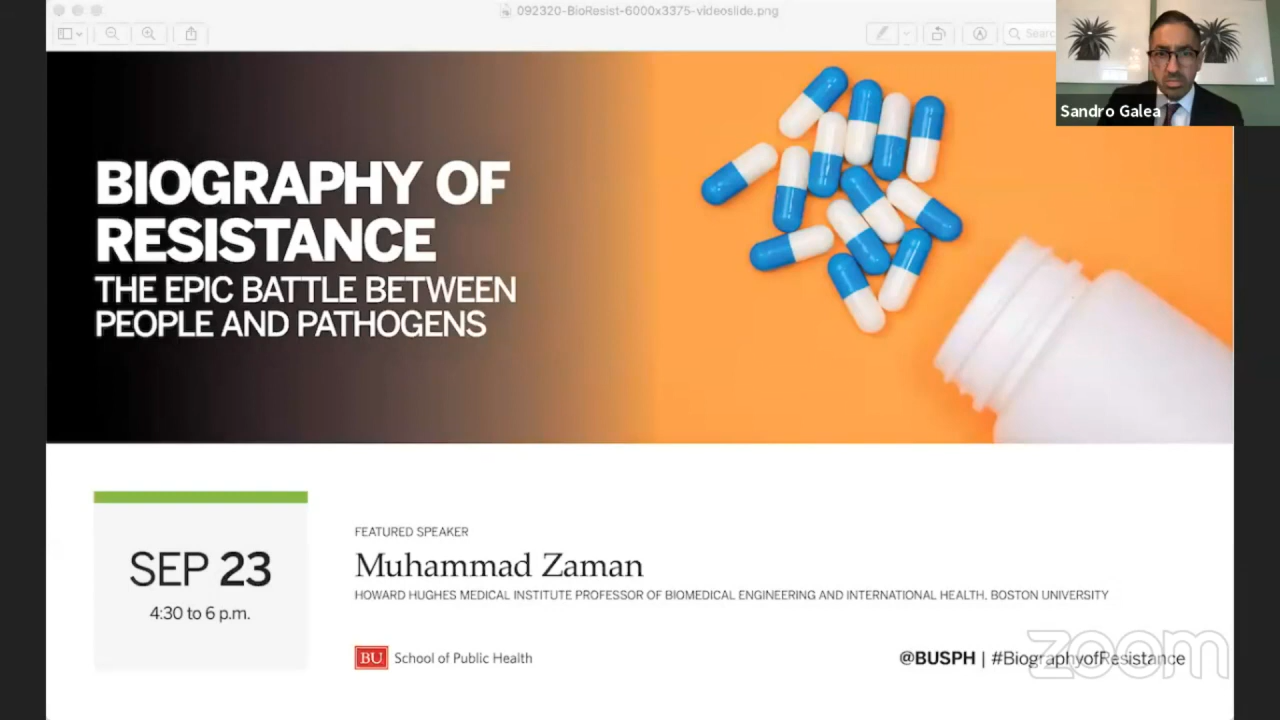 092320-BioResist-6000x3375-videoslide.png
Sandro Galea
BIOGRAPHY OF
RESISTANCE
THE EPIC BATTLE BETWEEN
PEOPLE AND PATHOGENS
SEP 23
4:30 to 6 p.m.
FEATURED SPEAKER
Muhammad Zaman
HOWARD HUGHES MEDICAL INSTITUTE PROFESSOR OF BIOMEDICAL ENGINEERING AND INTERNATIONAL HEALTH, BOSTON UNIVERSITY
BU School of Public Health
@BUSPH | #BiographyofResistance
zoom